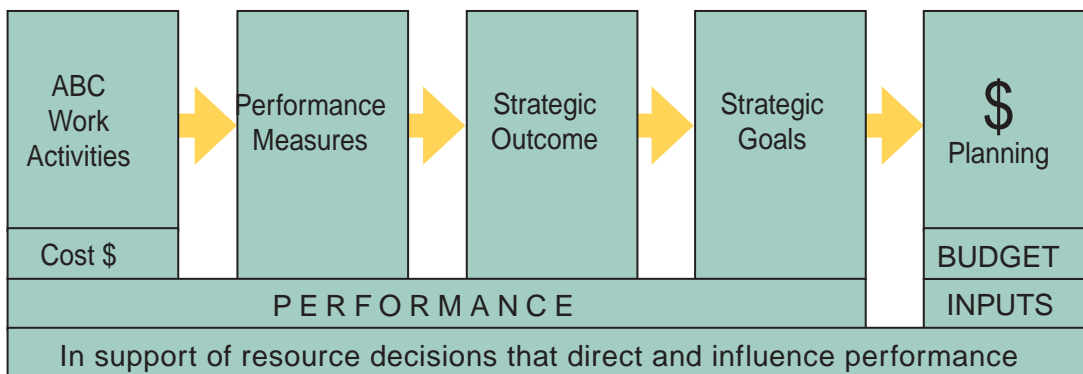 ABC
Work
Activities
Cost $
Performance
Measures
Strategic
Outcome
Strategic
Goals
$
Planning
BUDGET
PERFORMANCE
INPUTS
In support of resource decisions that direct and influence performance